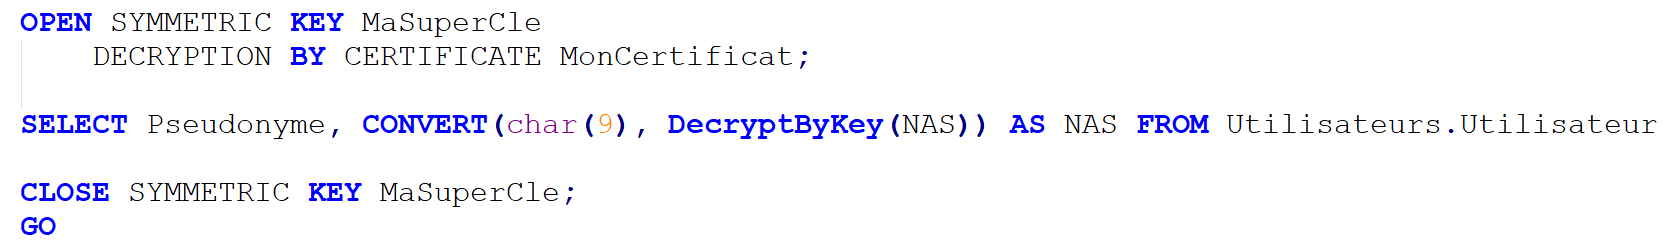 OPEN SYMMETRIC KEY MaSuperCle
    DECRYPTION BY CERTIFICATE MonCertificat;
SELECT Pseudonyme, CONVERT(char(9), DecryptByKey(NAS)) AS NAS FROM Utilisateurs.Utilisateur
CLOSE SYMMETRIC KEY MaSuperCle;
GO